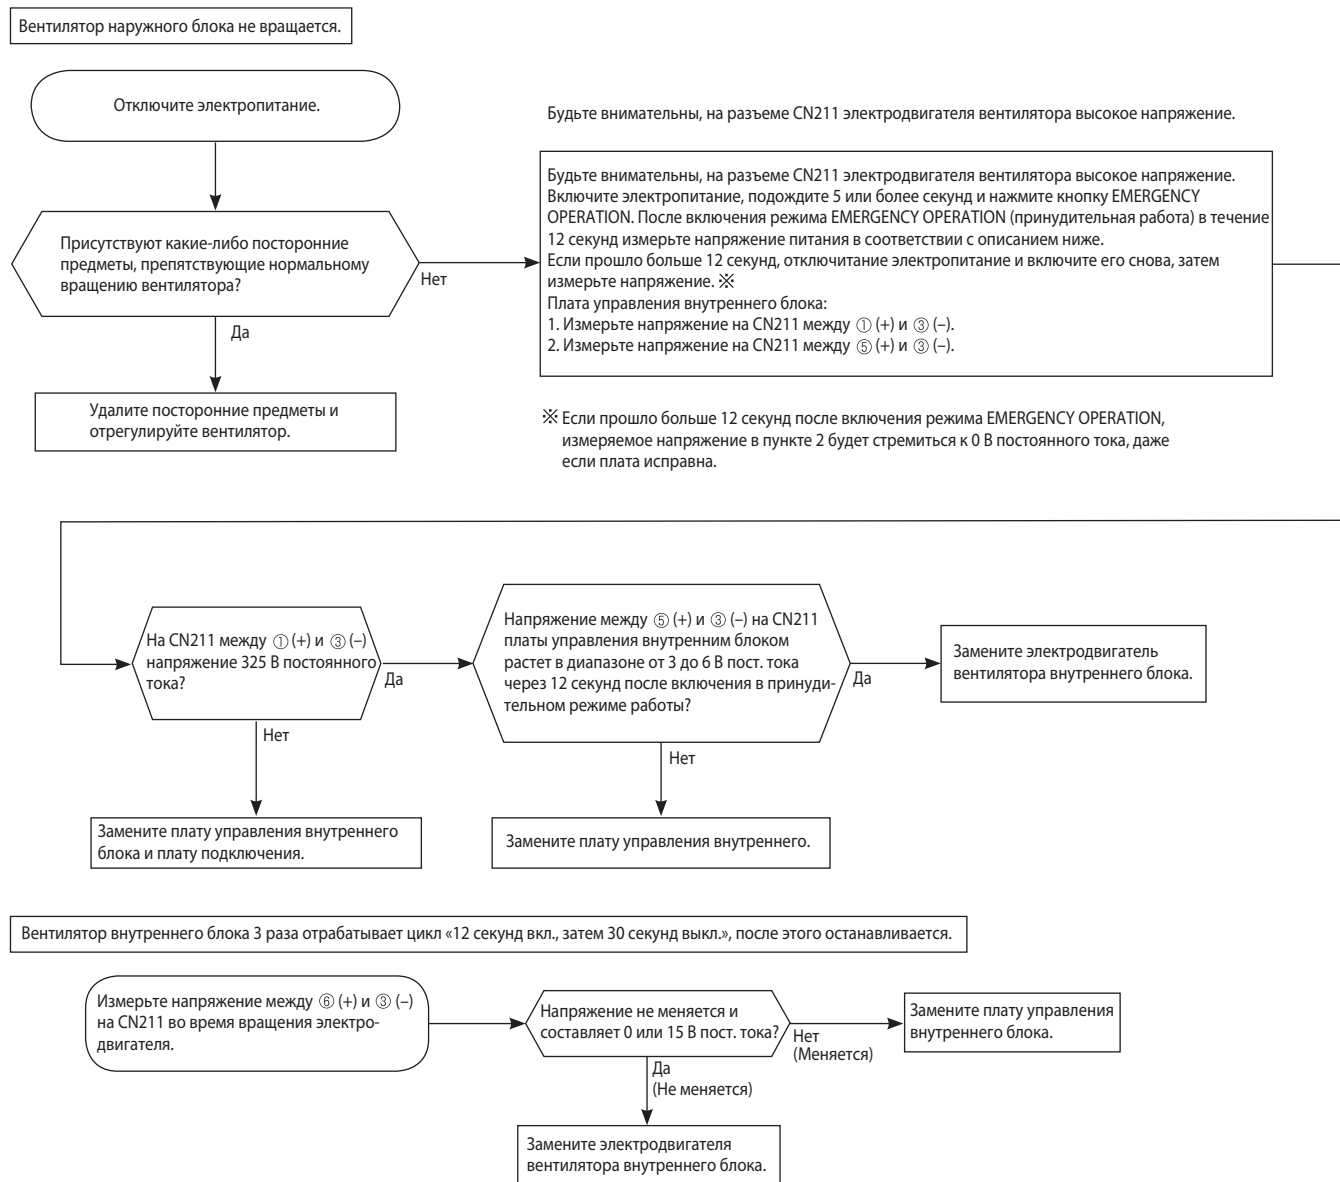 Вентилятор наружного блока не вращается.
Отключите электропитание.
Будьте внимательны, на разъеме CN211 электродвигателя вентилятора высокое напряжение.
Присутствуют какие-либо посторонние
предметы, препятствующие нормальному
вращению вентилятора?
Нет
Да
Удалите посторонние предметы и
отрегулируйте вентилятор.
Будьте внимательны, на разъеме CN211 электродвигателя вентилятора высокое напряжение.
Включите электропитание, подождите 5 или более секунд и нажмите кнопку EMERGENCY
OPERATION. После включения режима EMERGENCY OPERATION (принудительная работа) в течение
12 секунд измерьте напряжение питания в соответствии с описанием ниже.
Если прошло больше 12 секунд, отключитание электропитание и включите его снова, затем
измерьте напряжение. ※
Плата управления внутреннего блока:
1. Измерьте напряжение на CN211 между ① (+) и ③ (–).
2. Измерьте напряжение на CN211 между ⑤ (+) и ③ (–).
※ Если прошло больше 12 секунд после включения режима EMERGENCY OPERATION,
измеряемое напряжение в пункте 2 будет стремиться к 0 В постоянного тока, даже
если плата исправна.
На CN211 между ① (+) и ③ (–)
напряжение 325 В постоянного
тока?
Да
Нет
Замените плату управления внутреннего
блока и плату подключения.
Напряжение между ⑤ (+) и ③ (–) на CN211
платы управления внутренним блоком
растет в диапазоне от 3 до 6 В пост. тока
через 12 секунд после включения в принуди-
тельном режиме работы?
Да
Нет
Замените плату управления внутреннего.
Замените электродвигатель
вентилятора внутреннего блока.
Вентилятор внутреннего блока 3 раза отрабатывает цикл «12 секунд вкл., затем 30 секунд выкл.», после этого останавливается.
Измерьте напряжение между ⑥ (+) и ③ (–)
на CN211 во время вращения электро-
двигателя.
Напряжение не меняется и
составляет 0 или 15 В пост. тока?
Нет
(Меняется)
Замените плату управления
внутреннего блока.
Да
(Не меняется)
Замените электродвигателя
вентилятора внутреннего блока.